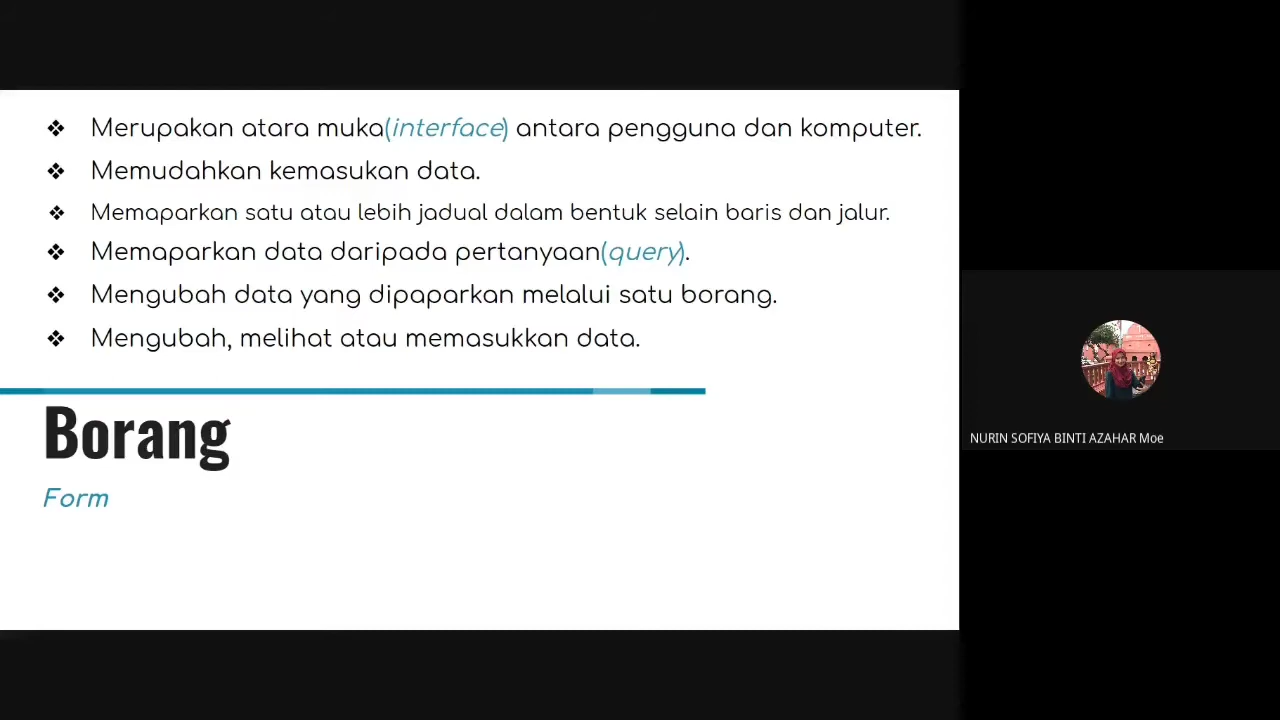 ❖ Merupakan atara muka(interface) antara pengguna dan komputer.
❖ Memudahkan kemasukan data.
❖ Memaparkan satu atau lebih jadual dalam bentuk selain baris dan jalur.
❖ Memaparkan data daripada pertanyaan(query).
❖ Mengubah data yang dipaparkan melalui satu borang.
❖ Mengubah, melihat atau memasukkan data.
Borang
Form
NURIN SOFIYA BINTI AZAHAR Moe